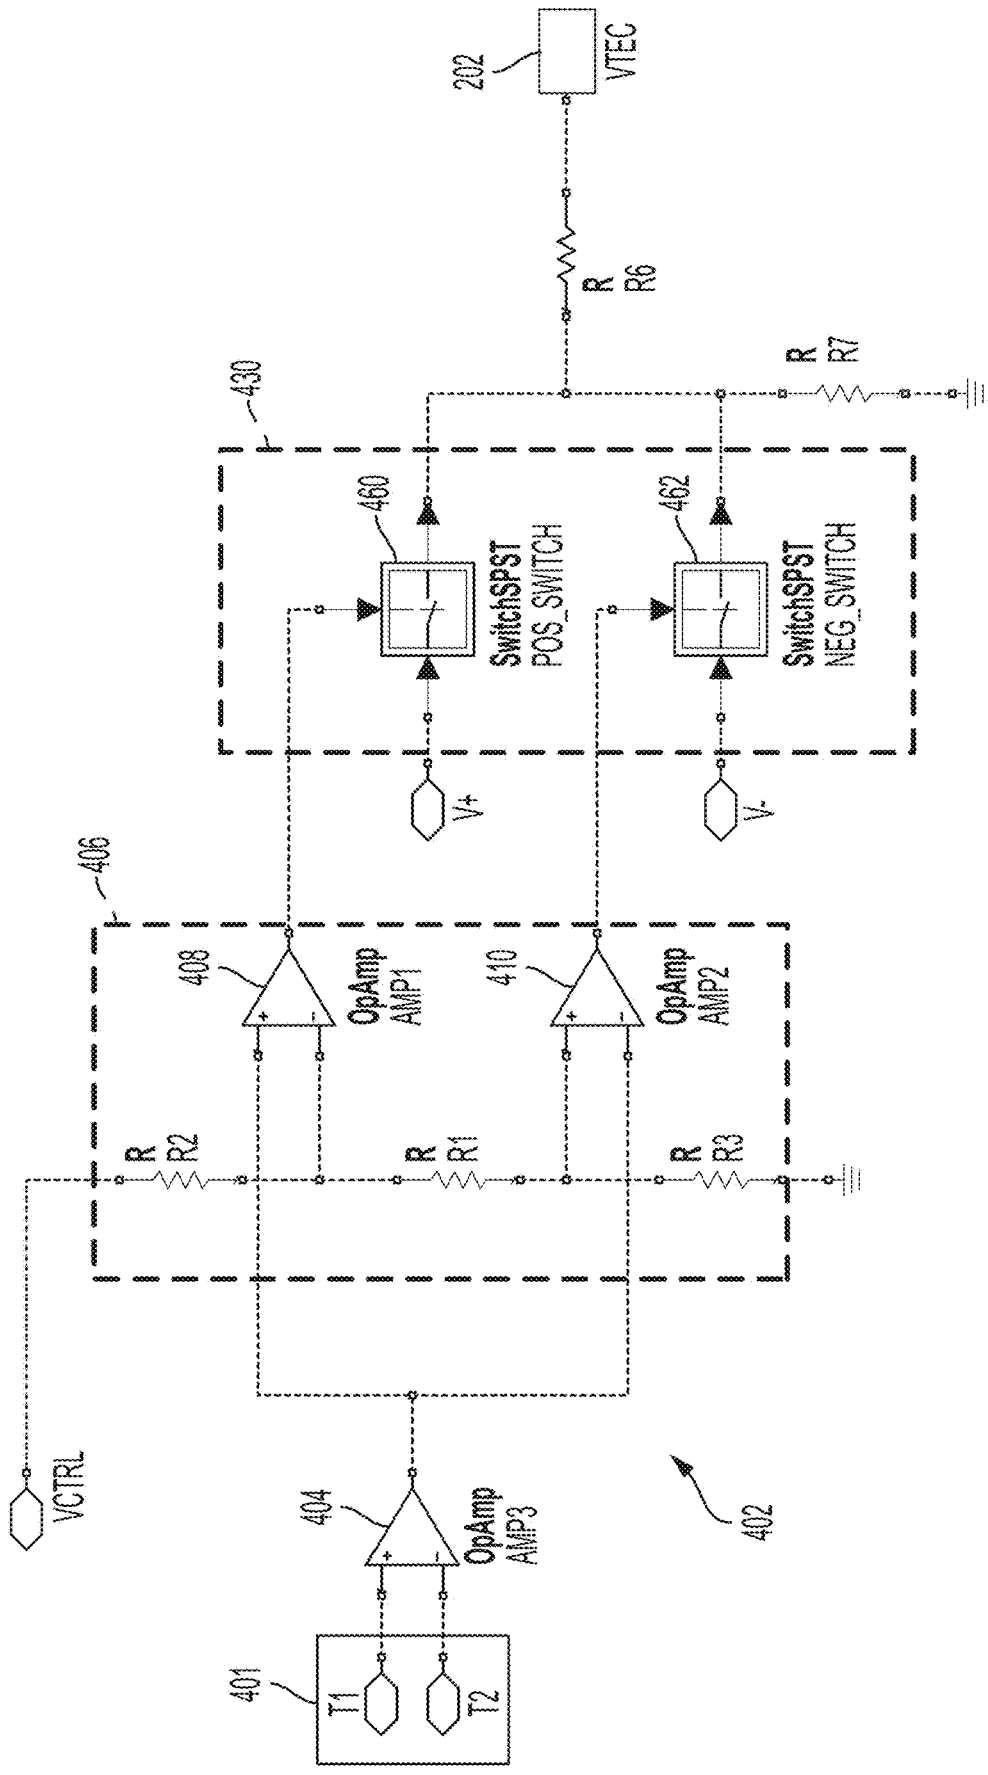 VCTRL
401
T1
T2
404
+
-
OpAmp
AMP3
402
406
R
R2
R
R1
R
R3
408
+
-
OpAmp
AMP1
410
+
-
OpAmp
AMP2
430
V+
V-
460
SwitchSPST
POS_SWITCH
462
SwitchSPST
NEG_SWITCH
R
R7
R
R6
202
VTEC